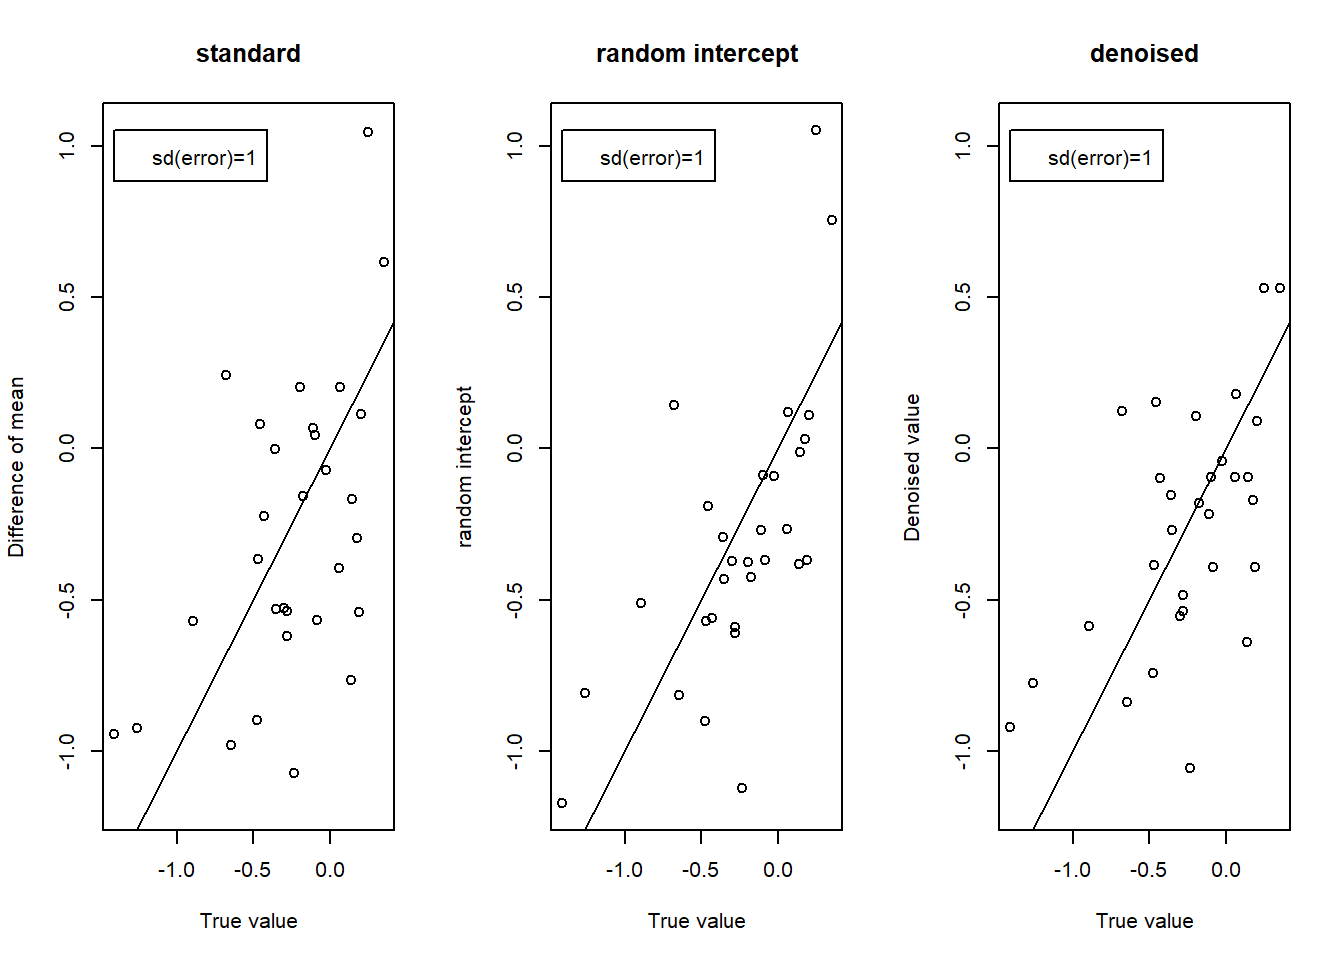 standard
sd(error)=1
Difference of mean
1.0
0.5
0.0
-0.5
-1.0
-1.0 -0.5 0.0
True value
random intercept
sd(error)=1
random intercept
1.0
0.5
0.0
-0.5
-1.0
-1.0 -0.5 0.0
True value
denoised
sd(error)=1
Denoised value
1.0
0.5
0.0
-0.5
-1.0
-1.0 -0.5 0.0
True value